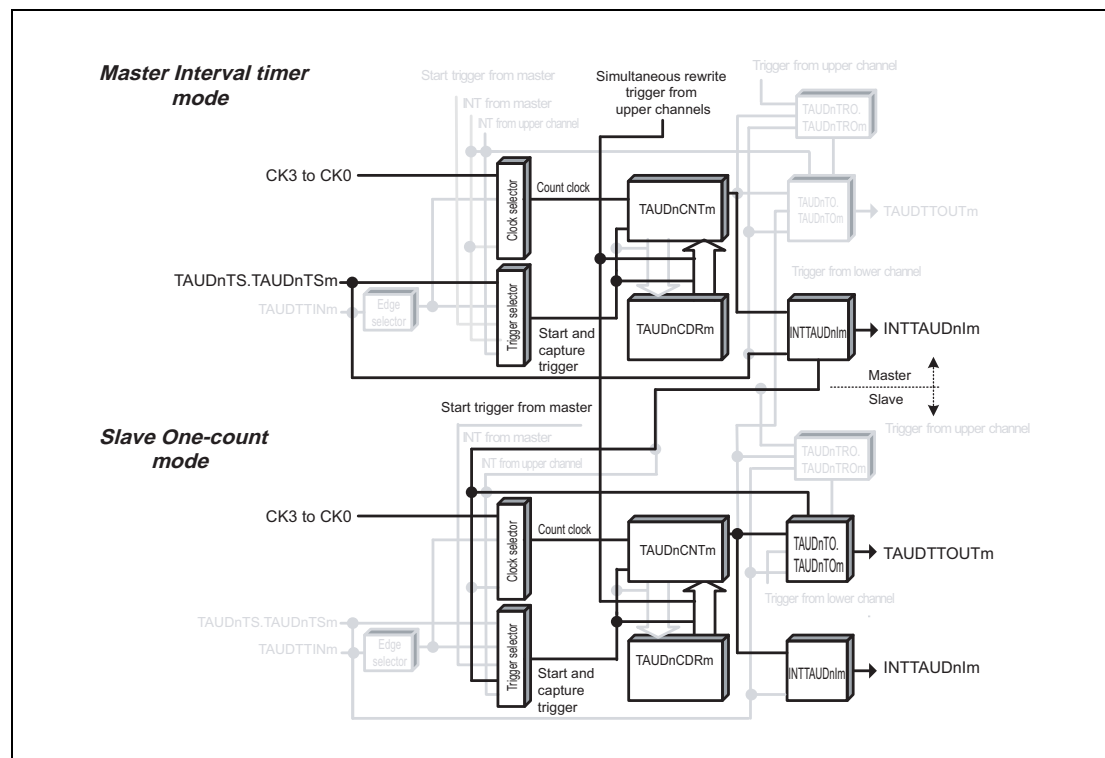 Master Interval timer
mode
Start trigger from master
INT from master
INT from upper channel
Simultaneous rewrite
trigger from
upper channels
Trigger from upper channel
TAUDnTRO.
TAUDnTROm
CK3 to CK0
Clock selector
Count clock
TAUDnCNTm
TAUDnTO.
TAUDnTOm
TAUDTTOUTm
TAUDnTS.TAUDnTSm
TAUDTTINm
Edge
selector
Trigger selector
Start and
capture
trigger
TAUDnCDRm
Trigger from lower channel
INTTAUDnIm
INTTAUDnIm
Master
Slave
Slave One-count
mode
Start trigger from master
INT from master
INT from upper channel
Trigger from upper channel
TAUDnTRO.
TAUDnTROm
CK3 to CK0
Clock selector
Count clock
TAUDnCNTm
TAUDnTO.
TAUDnTOm
TAUDTTOUTm
Trigger from lower channel
TAUDnTS.TAUDnTSm
TAUDTTINm
Edge
selector
Trigger selector
Start and
capture
trigger
TAUDnCDRm
INTTAUDnIm
INTTAUDnIm